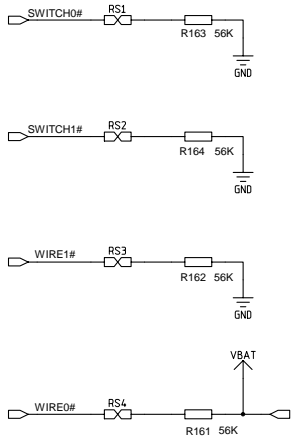 SWITCH0# RS1
R163 56K
GND
SWITCH1# RS2
R164 56K
GND
WIRE1# RS3
R162 56K
GND
VBAT
WIRE0# RS4
R161 56K